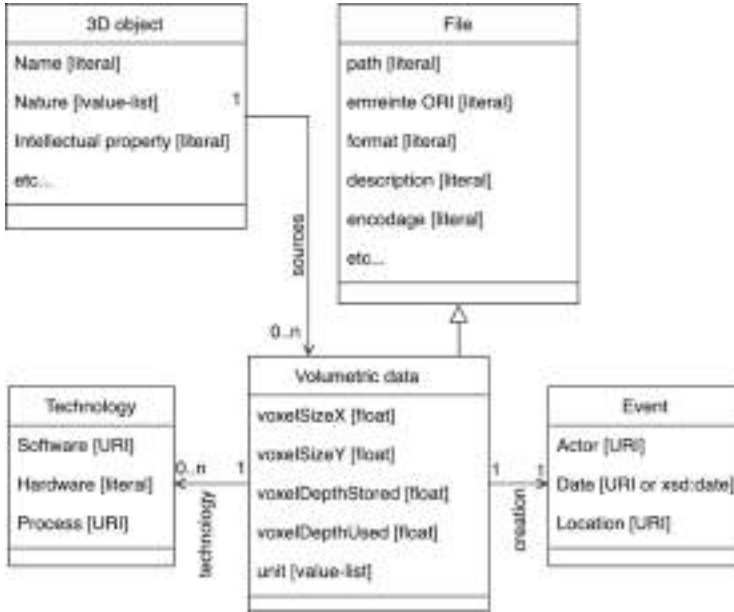 3D object
Name [literal]
Nature [lvalue-list]
Intellectual property [literal]
etc...
1
sources
0..n
File
path [literal]
emreinte ORI [literal]
format [literal]
description [literal]
encodage [literal]
etc...
Volumetric data
voxelSizeX [float]
voxelSizeY [float]
voxelDepthStored [float]
voxelDepthUsed [float]
unit [value-list]
Technology
Software [URI]
Hardware [literal]
Process [URI]
0..n
1
technology
1
1
creation
Event
Actor [URI]
Date [URI or xsd:date]
Location [URI]